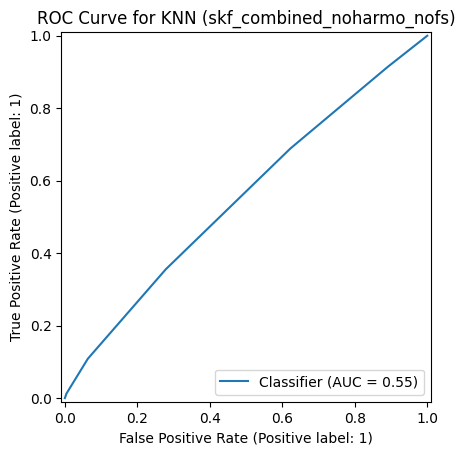 ROC Curve for KNN (skf_combined_noharmo_nofs)
1.0
0.8
0.6
0.4
0.2
0.0
True Positive Rate (Positive label: 1)
Classifier (AUC = 0.55)
0.0 0.2 0.4 0.6 0.8 1.0
False Positive Rate (Positive label: 1)